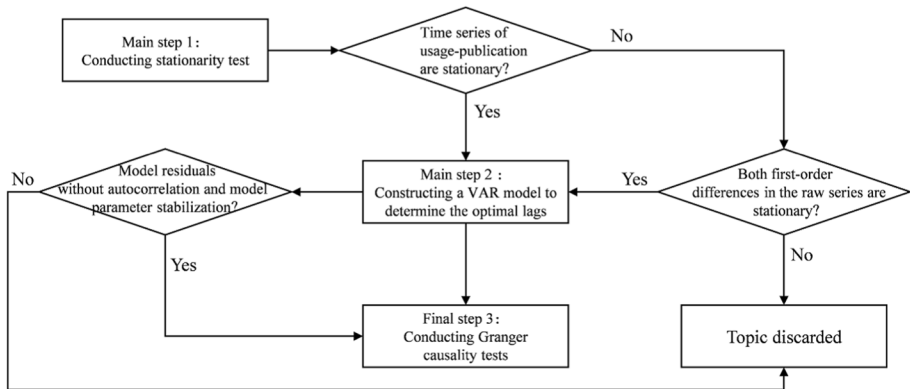 Main step 1:
Conducting stationarity test
Time series of
usage-publication
are stationary?
No
Yes
Model residuals
without autocorrelation and model
parameter stabilization?
No
Main step 2 :
Constructing a VAR model to
determine the optimal lags
Yes
Both first-order
differences in the raw series are
stationary?
Yes
No
Final step 3:
Conducting Granger
causality tests
Topic discarded